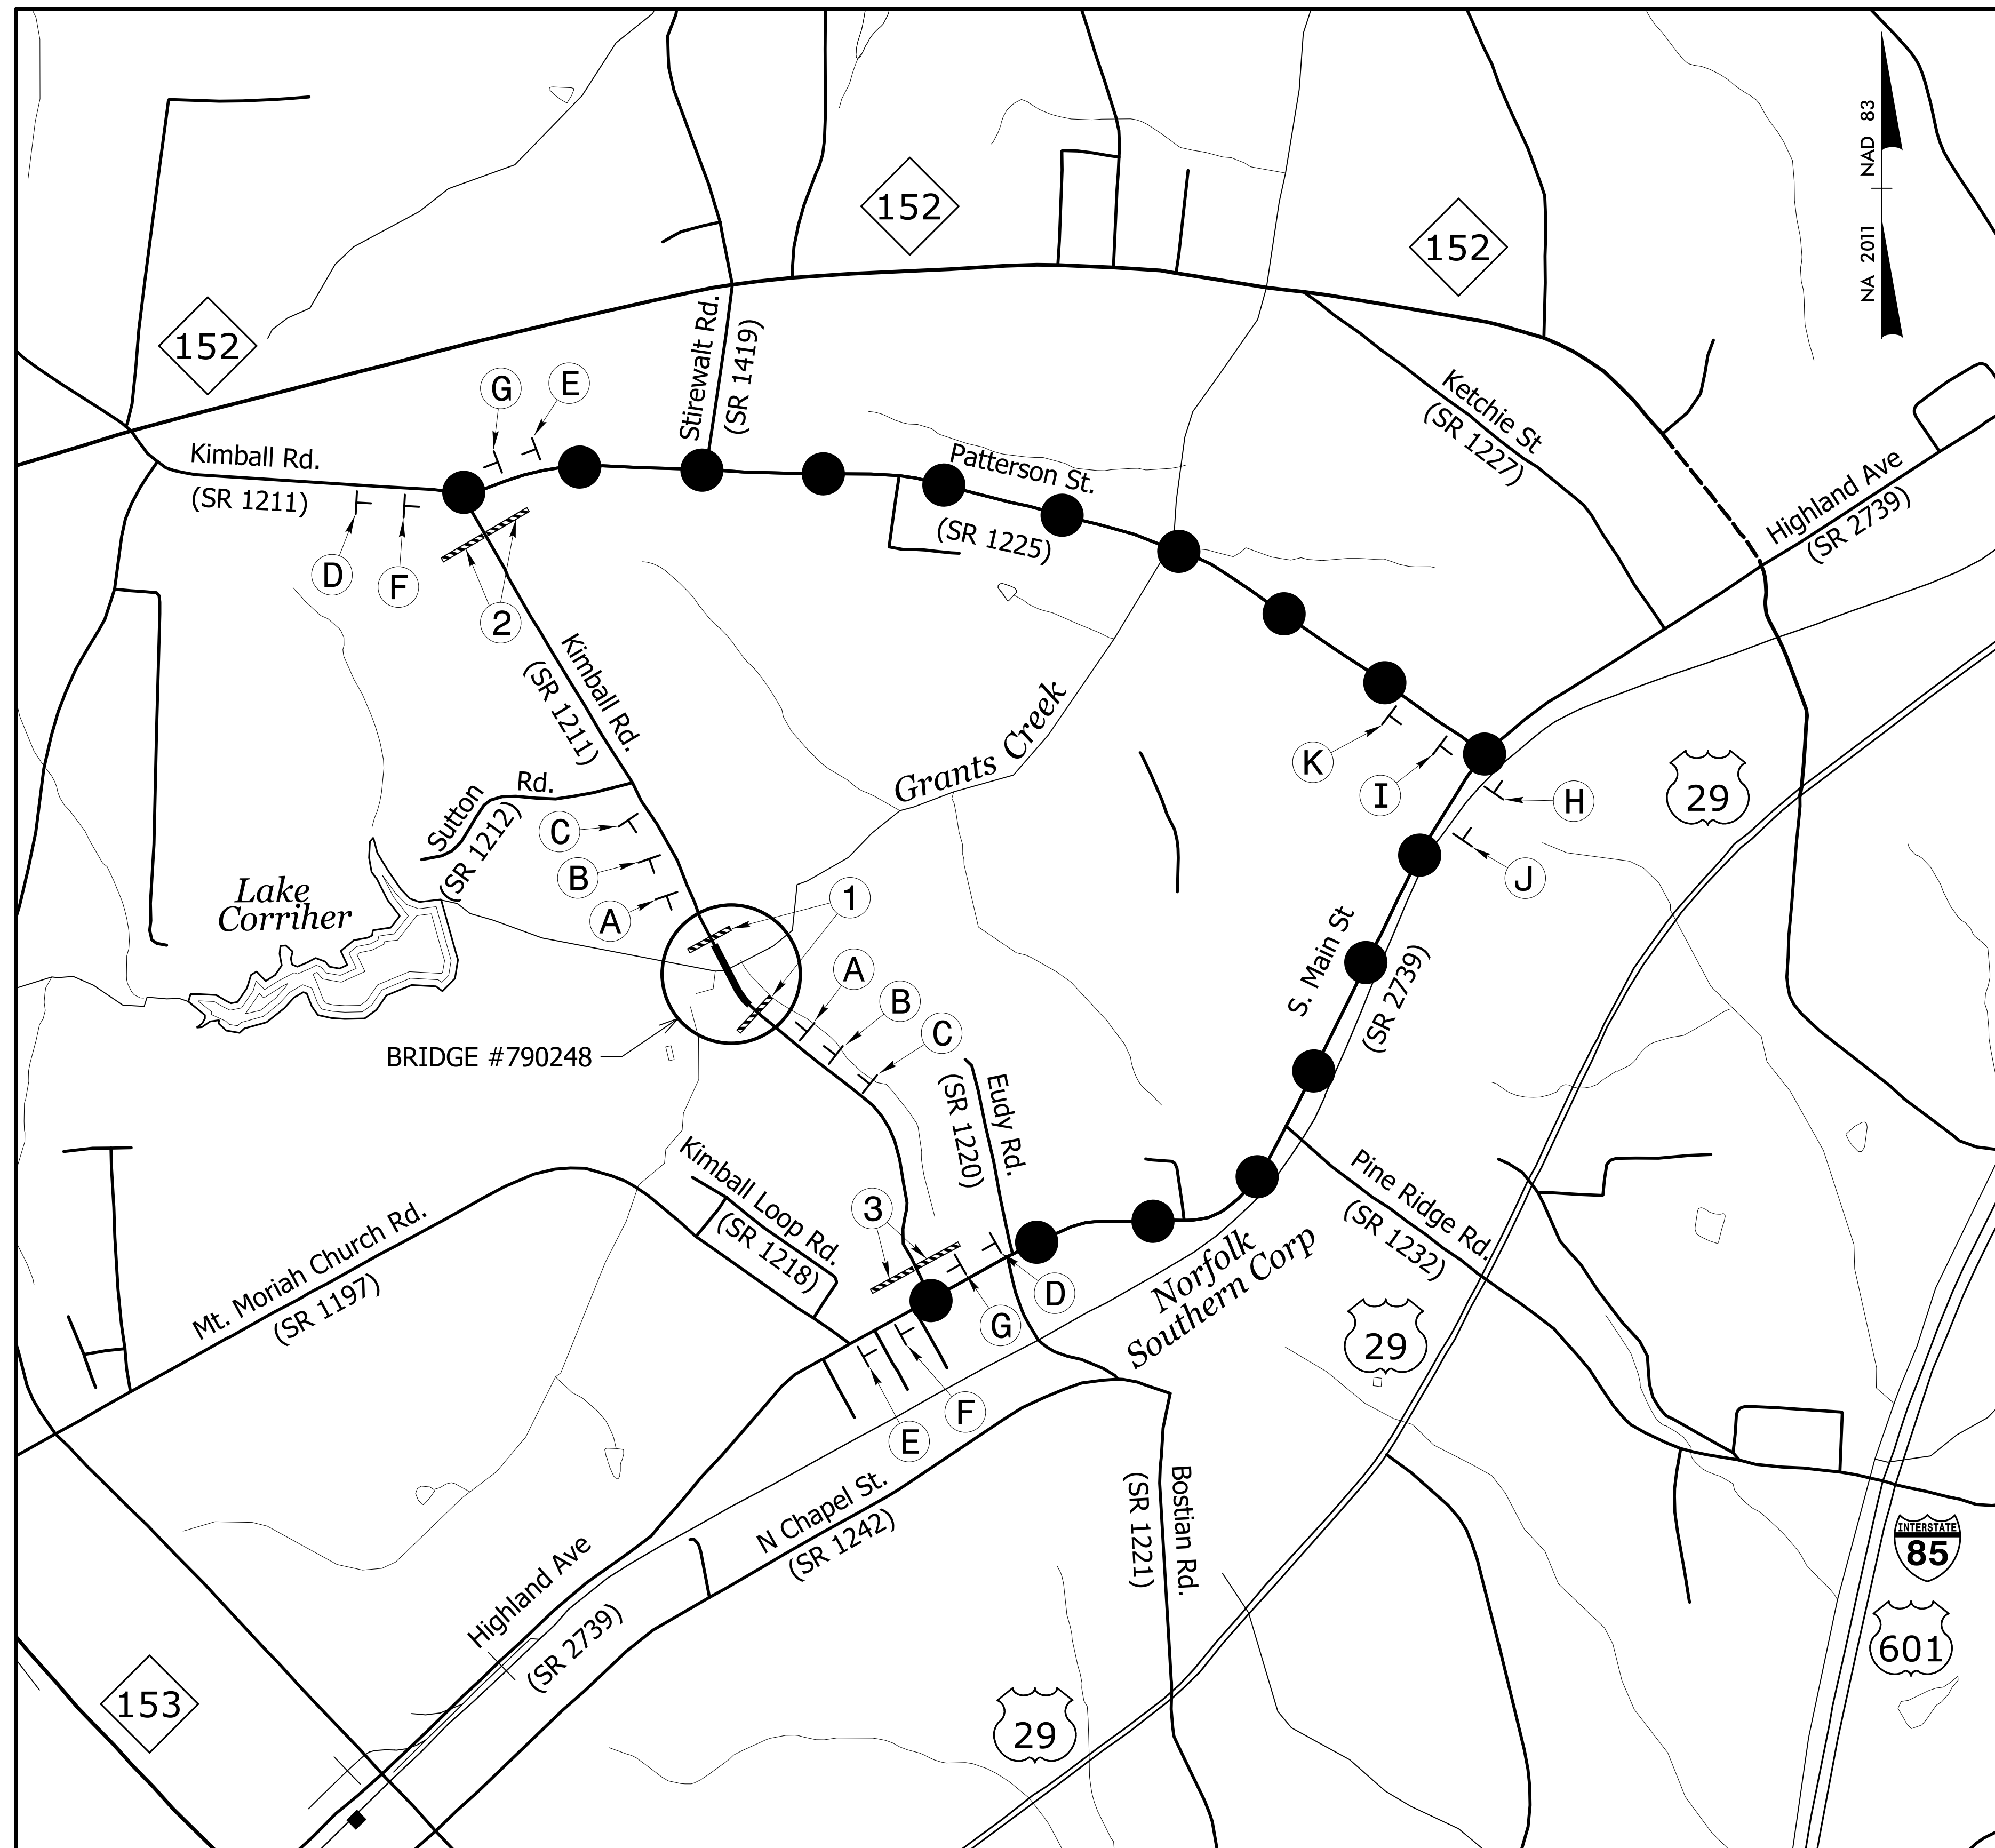 NAD 83
NA 2011
152
152
152
G
E
Stirewalt Rd.
(SR 1419)
Ketchie St
(SR 1227)
Highland Ave
(SR 2739)
Kimball Rd.
(SR 1211)
Patterson St.
(SR 1225)
D
F
2
Kimball Rd.
(SR 1211)
Grants Creek
K
I
H
J
29
Sutton Rd.
(SR 1212)
C
B
A
1
Lake
Corriher
A
B
C
S. Main St
(SR 2739)
BRIDGE #790248
Eudy Rd.
(SR 1220)
Kimball Loop Rd.
(SR 1218)
3
Pine Ridge Rd.
(SR 1232)
Mt. Moriah Church Rd.
(SR 1197)
Norfolk
Southern Corp
D
G
F
E
29
N Chapel St.
(SR 1242)
Bostian Rd.
(SR 1221)
Highland Ave
(SR 2739)
INTERSTATE
85
601
153
29